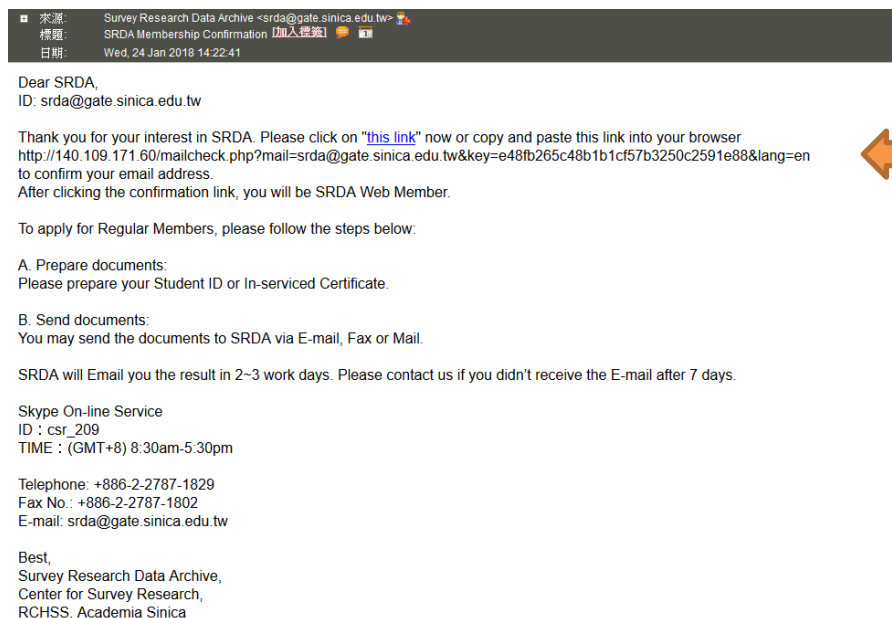 來源: Survey Research Data Archive <srda@gate.sinica.edu.tw>
標題: SRDA Membership Confirmation [加入標籤]
日期: Wed, 24 Jan 2018 14:22:41
Dear SRDA,
ID: srda@gate.sinica.edu.tw
Thank you for your interest in SRDA. Please click on "this link" now or copy and paste this link into your browser
http://140.109.171.60/mailcheck.php?mail=srda@gate.sinica.edu.tw&key=e48fb265c48b1b1cf57b3250c2591e88&lang=en
to confirm your email address.
After clicking the confirmation link, you will be SRDA Web Member.
To apply for Regular Members, please follow the steps below:
A. Prepare documents:
Please prepare your Student ID or In-serviced Certificate.
B. Send documents:
You may send the documents to SRDA via E-mail, Fax or Mail.
SRDA will Email you the result in 2~3 work days. Please contact us if you didn’t receive the E-mail after 7 days.
Skype On-line Service
ID：csr_209
TIME：(GMT+8) 8:30am-5:30pm
Telephone: +886-2-2787-1829
Fax No.: +886-2-2787-1802
E-mail: srda@gate.sinica.edu.tw
Best,
Survey Research Data Archive,
Center for Survey Research,
RCHSS, Academia Sinica